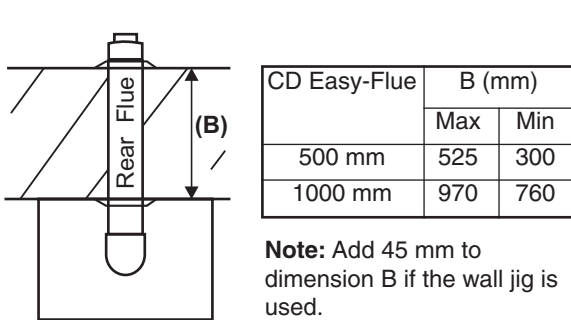 Rear Flue
(B)
CD Easy-Flue B (mm)
Max Min
500 mm 525 300
1000 mm 970 760
Note: Add 45 mm to
dimension B if the wall jig is
used.